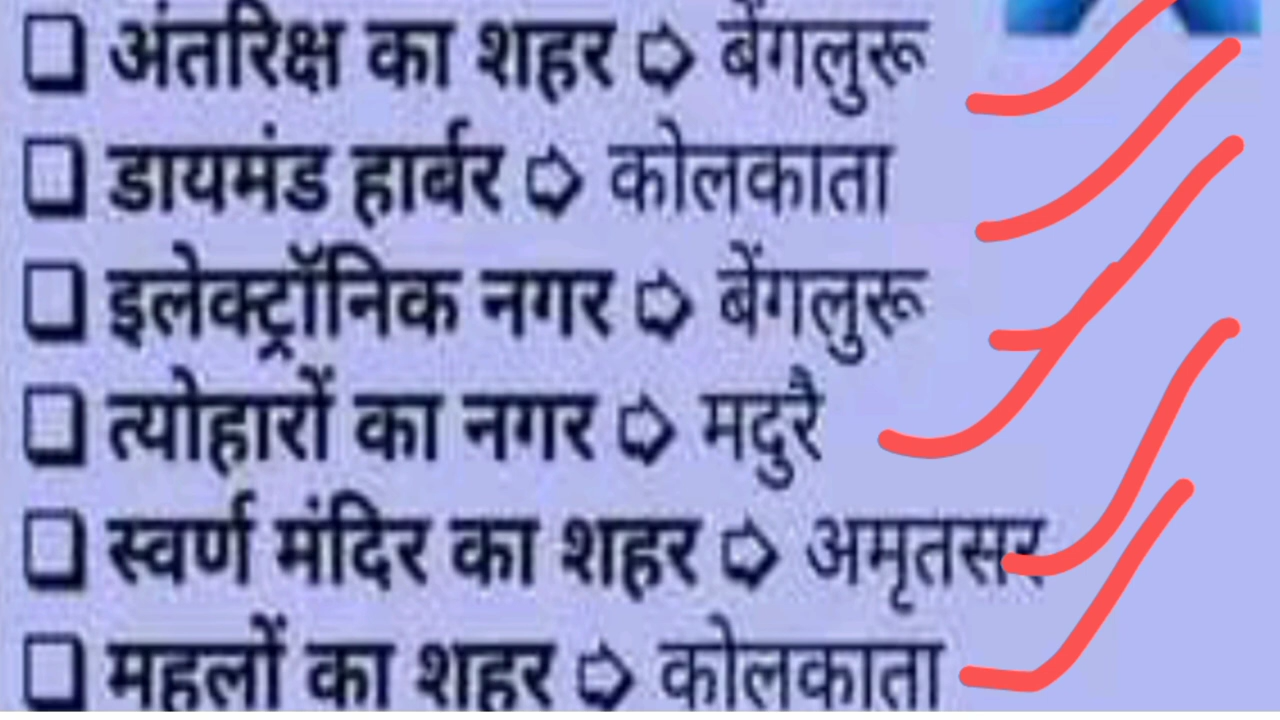 ❑ अंतरिक्ष का शहर ➪ बेंगलुरू
❑ डायमंड हार्बर ➪ कोलकाता
❑ इलेक्ट्रॉनिक नगर ➪ बेंगलुरू
❑ त्योहारों का नगर ➪ मदुरै
❑ स्वर्ण मंदिर का शहर ➪ अमृतसर
❑ महलों का शहर ➪ कोलकाता